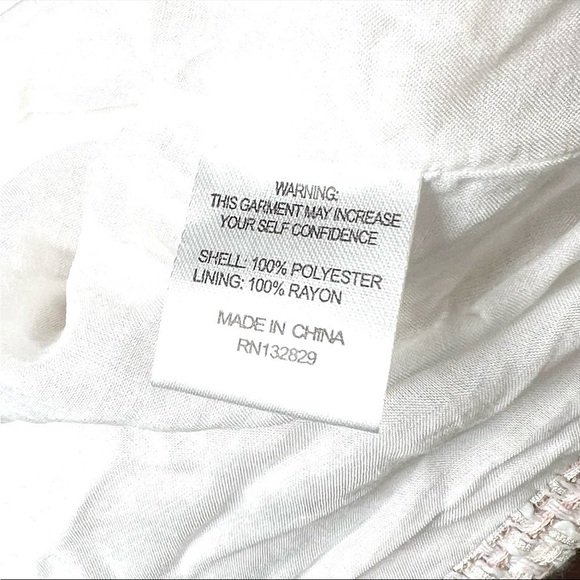 WARNING:
THIS GARMENT MAY INCREASE
YOUR SELF CONFIDENCE
SHELL: 100% POLYESTER
LINING: 100% RAYON
MADE IN CHINA
RN132829